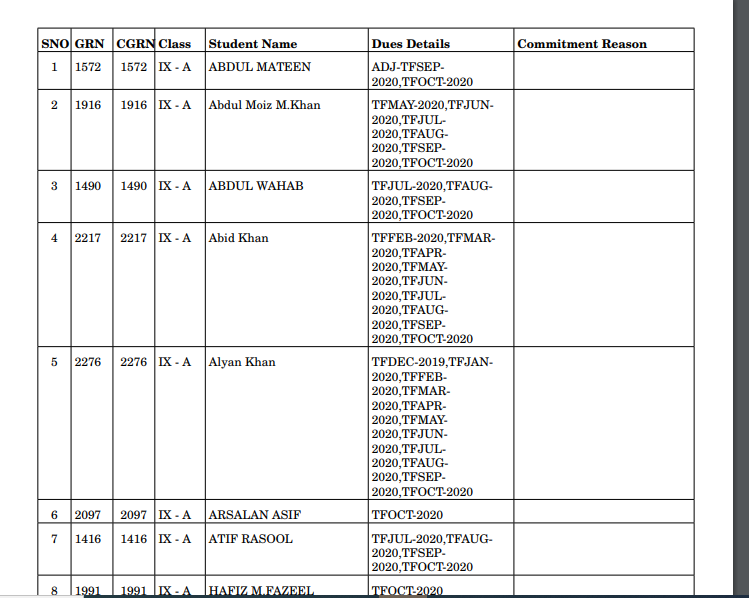 SNO GRN CGRN Class Student Name Dues Details Commitment Reason
1 1572 1572 IX - A ABDUL MATEEN ADJ-TFSEP-
2020,TFOCT-2020
2 1916 1916 IX - A Abdul Moiz M.Khan TFMAY-2020,TFJUN-
2020,TFJUL-
2020,TFAUG-
2020,TFSEP-
2020,TFOCT-2020
3 1490 1490 IX - A ABDUL WAHAB TFJUL-2020,TFAUG-
2020,TFSEP-
2020,TFOCT-2020
4 2217 2217 IX - A Abid Khan TFFEB-2020,TFMAR-
2020,TFAPR-
2020,TFMAY-
2020,TFJUN-
2020,TFJUL-
2020,TFAUG-
2020,TFSEP-
2020,TFOCT-2020
5 2276 2276 IX - A Alyan Khan TFDEC-2019,TFJAN-
2020,TFFEB-
2020,TFMAR-
2020,TFAPR-
2020,TFMAY-
2020,TFJUN-
2020,TFJUL-
2020,TFAUG-
2020,TFSEP-
2020,TFOCT-2020
6 2097 2097 IX - A ARSALAN ASIF TFOCT-2020
7 1416 1416 IX - A ATIF RASOOL TFJUL-2020,TFAUG-
2020,TFSEP-
2020,TFOCT-2020
8 1991 1991 IX - A HAFIZ M.FAZEEL TFOCT-2020